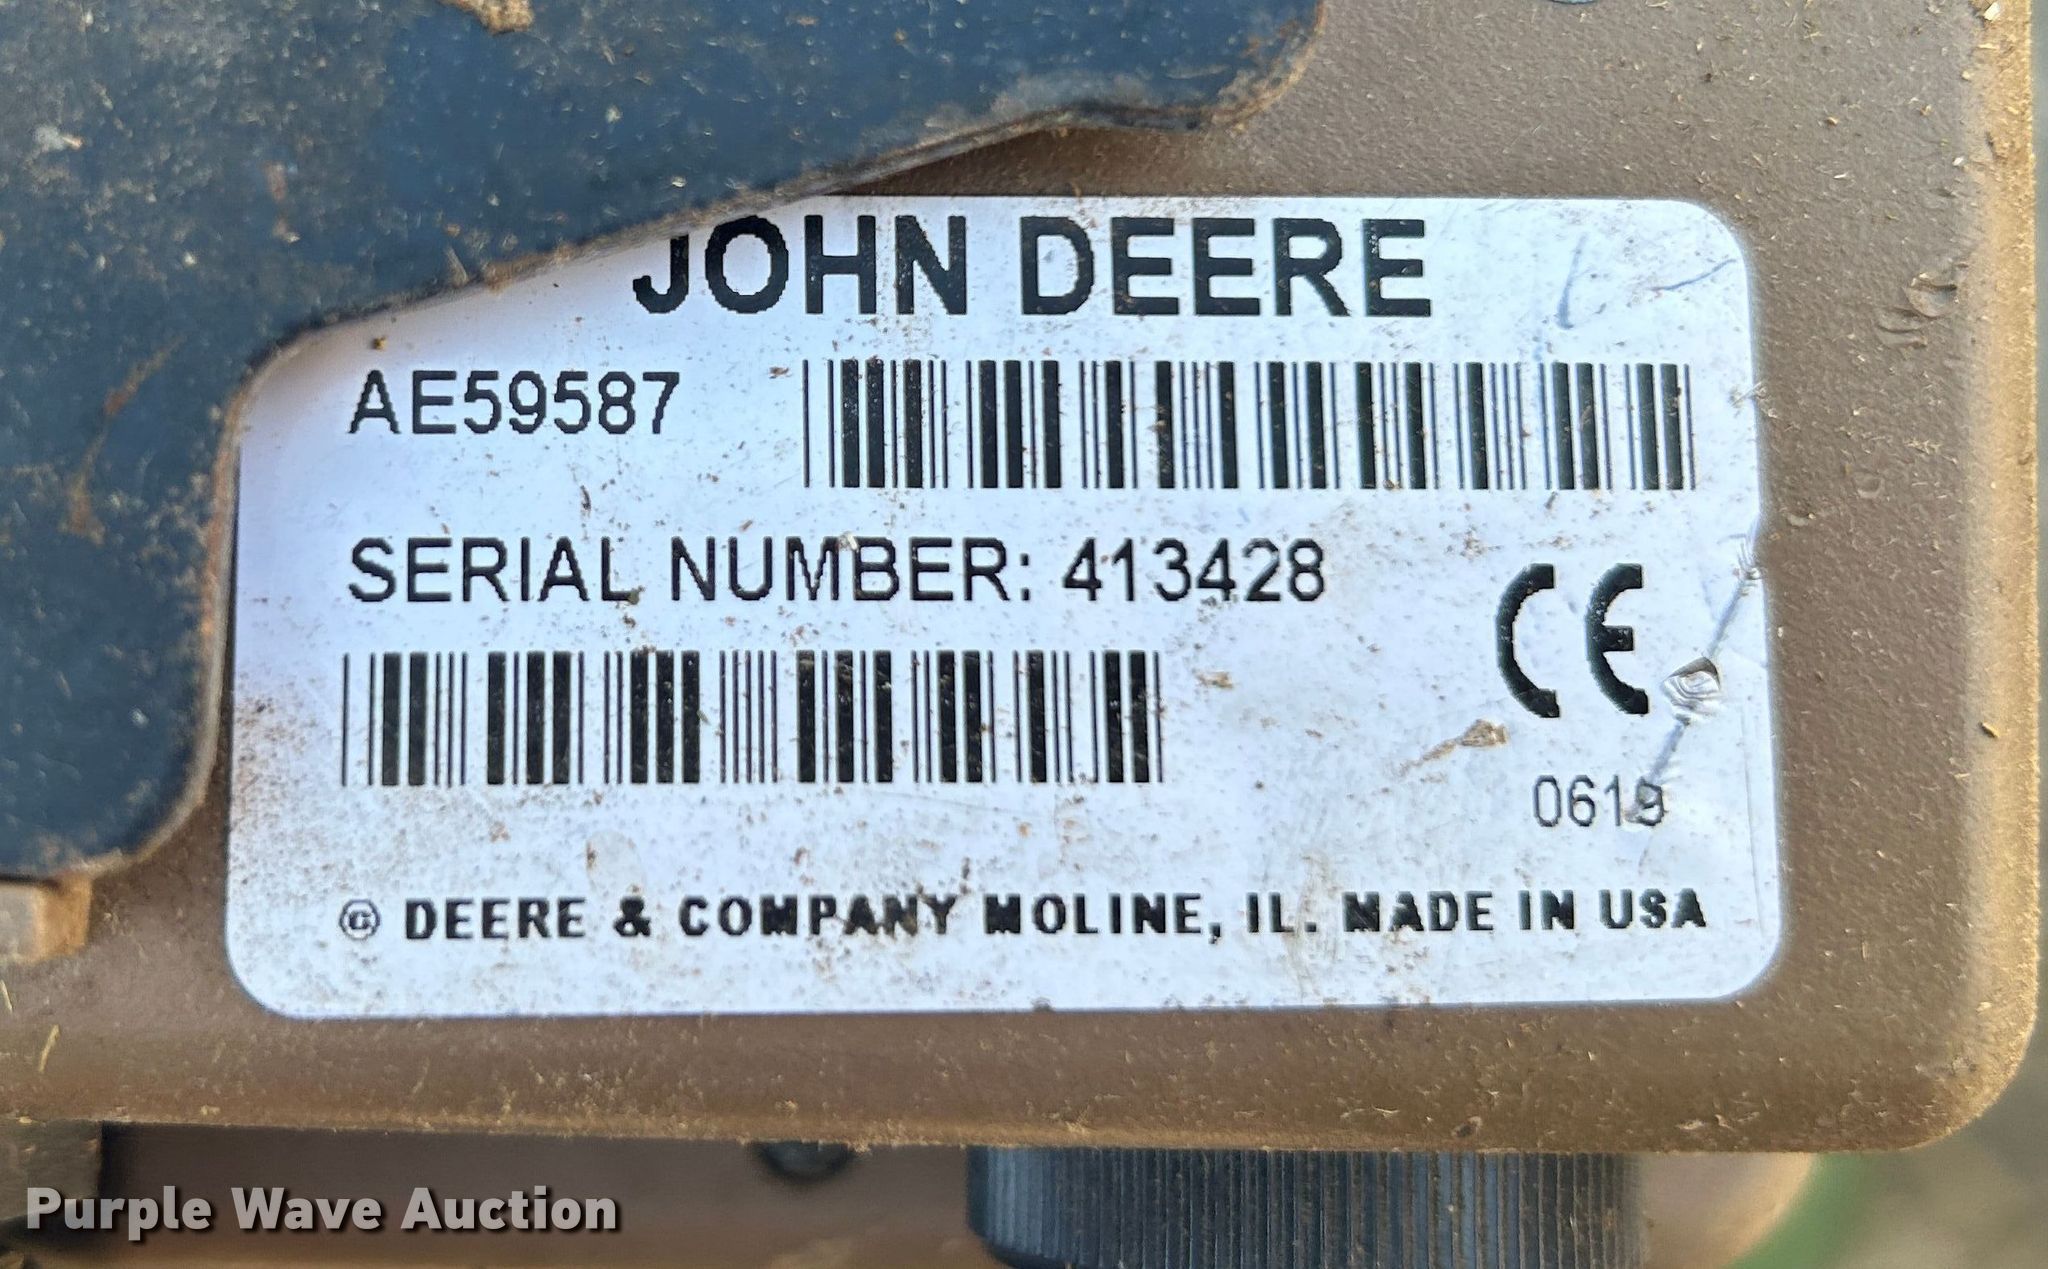 JOHN DEERE
AE59587
SERIAL NUMBER: 413428
CE
0619
© DEERE & COMPANY MOLINE, IL. MADE IN USA
Purple Wave Auction